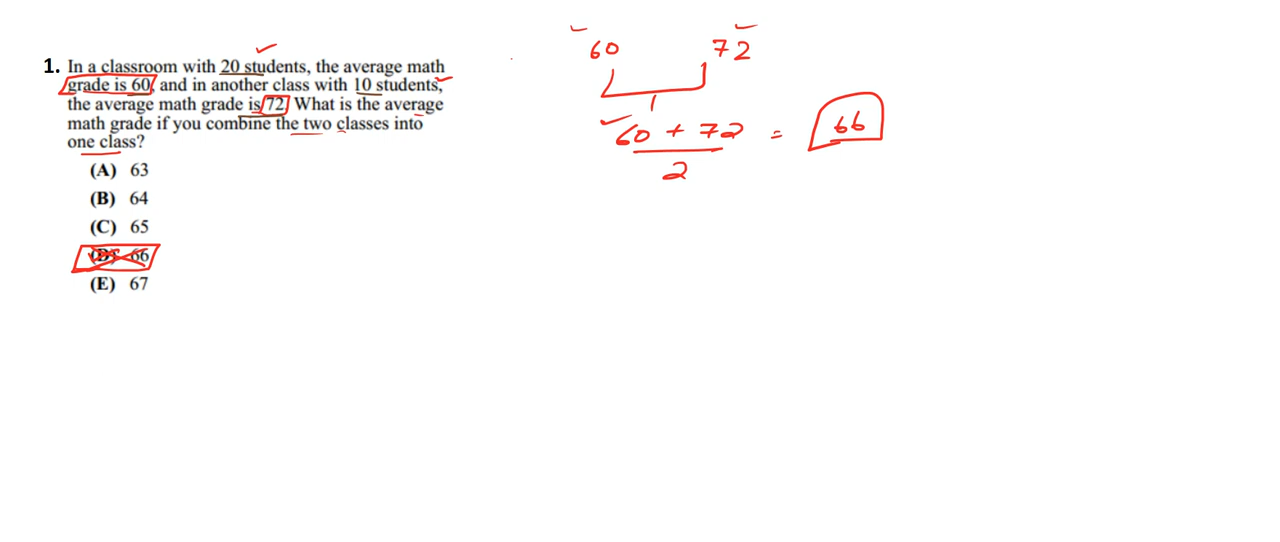 1. In a classroom with 20 students, the average math
grade is 60, and in another class with 10 students,
the average math grade is 72. What is the average
math grade if you combine the two classes into
one class?
(A) 63
(B) 64
(C) 65
(D) 66
(E) 67
60 72
60 + 72 = 66
2